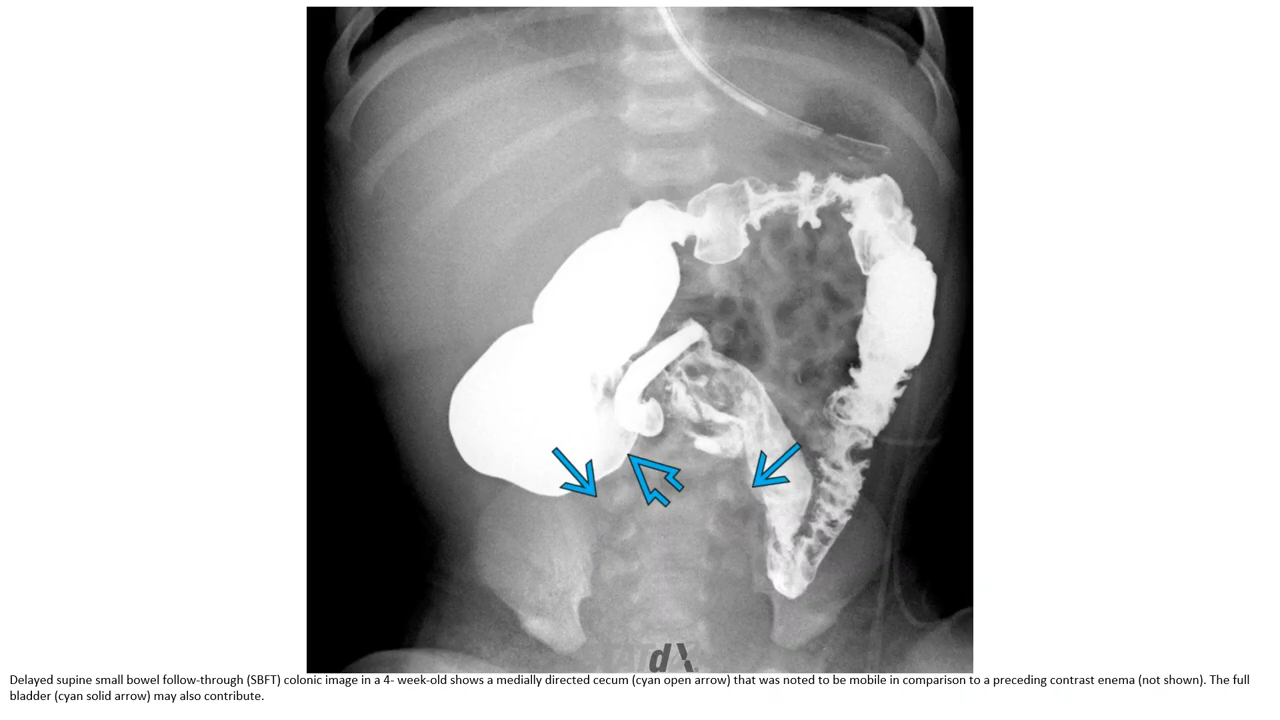 Delayed supine small bowel follow-through (SBFT) colonic image in a 4- week-old shows a medially directed cecum (cyan open arrow) that was noted to be mobile in comparison to a preceding contrast enema (not shown). The full
bladder (cyan solid arrow) may also contribute.